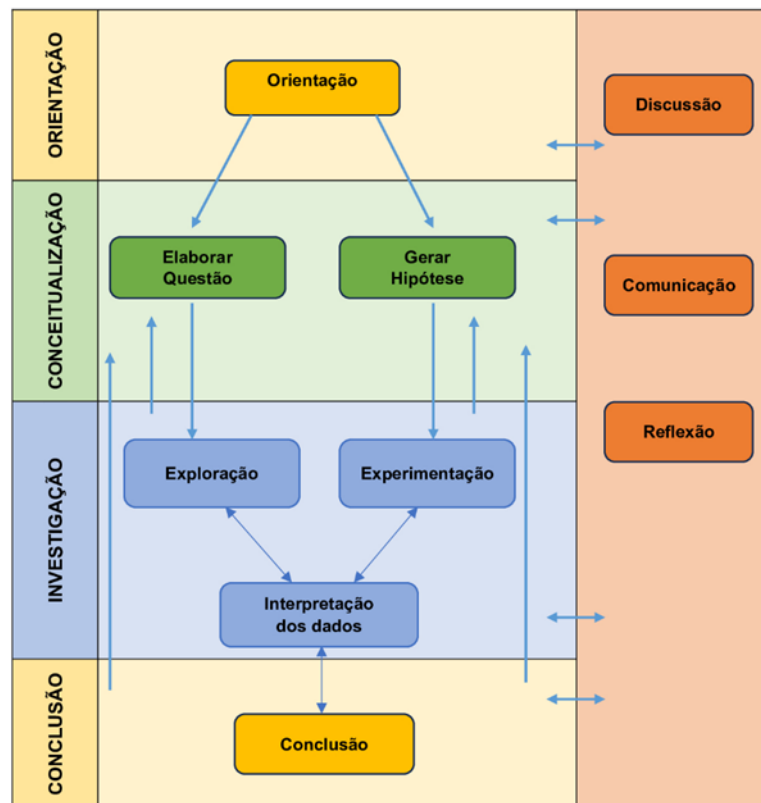 ORIENTAÇÃO
Orientação
Discussão
CONCEITUALIZAÇÃO
Elaborar
Questão
Gerar
Hipótese
Comunicação
Reflexão
INVESTIGAÇÃO
Exploração
Experimentação
Interpretação
dos dados
CONCLUSÃO
Conclusão